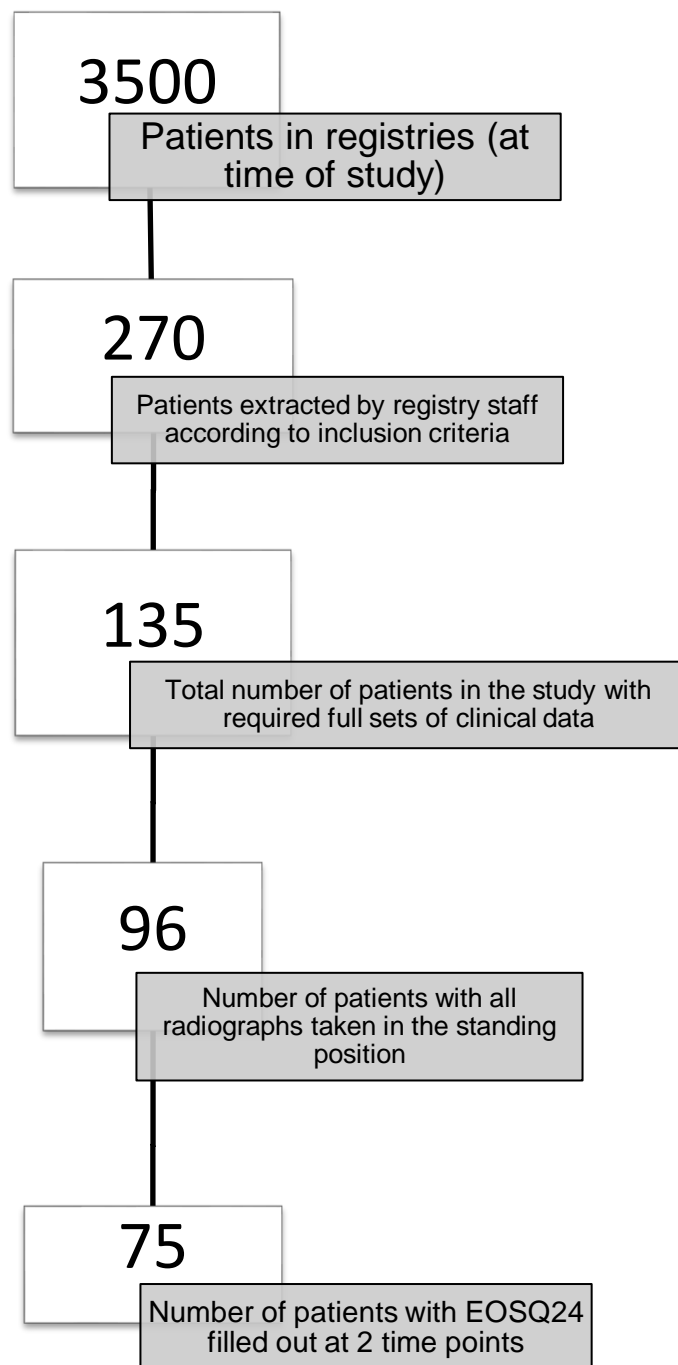 3500
Patients in registries (at
time of study)
270
Patients extracted by registry staff
according to inclusion criteria
135
Total number of patients in the study with
required full sets of clinical data
96
Number of patients with all
radiographs taken in the standing
position
75
Number of patients with EOSQ24
filled out at 2 time points